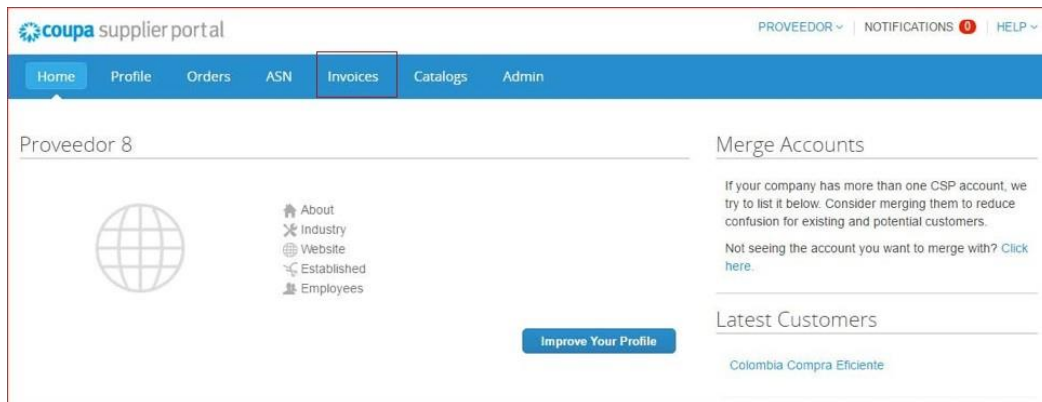 coupa supplier portal
PROVEEDOR NOTIFICATIONS 0 HELP
Home Profile Orders ASN Invoices Catalogs Admin
Proveedor 8
About
Industry
Website
Established
Employees
Improve Your Profile
Merge Accounts
If your company has more than one CSP account, we
try to list it below. Consider merging them to reduce
confusion for existing and potential customers.
Not seeing the account you want to merge with? Click
here.
Latest Customers
Colombia Compra Eficiente